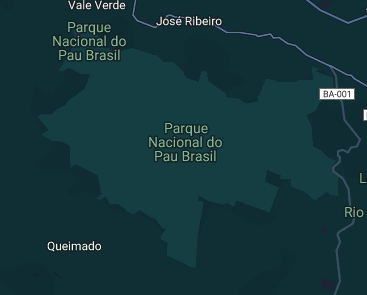 Vale Verde
José Ribeiro
Parque
Nacional do
Pau Brasil
BA-001
Parque
Nacional do
Pau Brasil
L
Rio
Queimado